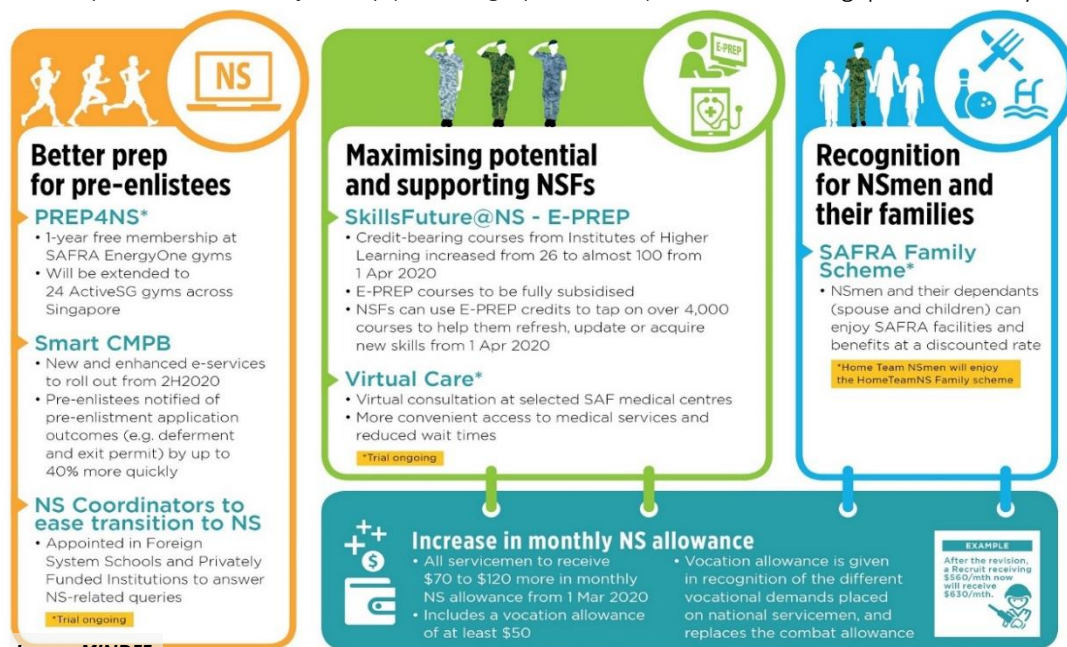 NS
Better prep
for pre-enlistees
PREP4NS*
• 1-year free membership at
SAFRA EnergyOne gyms
• Will be extended to
24 ActiveSG gyms across
Singapore
Smart CMPB
• New and enhanced e-services
to roll out from 2H2020
• Pre-enlistees notified of
pre-enlistment application
outcomes (e.g. deferment
and exit permit) by up to
40% more quickly
NS Coordinators to
ease transition to NS
• Appointed in Foreign
System Schools and Privately
Funded Institutions to answer
NS-related queries
*Trial ongoing
E-PREP
Maximising potential
and supporting NSFs
SkillsFuture@NS - E-PREP
• Credit-bearing courses from Institutes of Higher
Learning increased from 26 to almost 100 from
1 Apr 2020
• E-PREP courses to be fully subsidised
• NSFs can use E-PREP credits to tap on over 4,000
courses to help them refresh, update or acquire
new skills from 1 Apr 2020
Virtual Care*
• Virtual consultation at selected SAF medical centres
• More convenient access to medical services and
reduced wait times
*Trial ongoing
Recognition
for NSmen and
their families
SAFRA Family
Scheme*
• NSmen and their dependants
(spouse and children) can
enjoy SAFRA facilities and
benefits at a discounted rate
*Home Team NSmen will enjoy
the HomeTeamNS Family scheme
$
Increase in monthly NS allowance
• All servicemen to receive
$70 to $120 more in monthly
NS allowance from 1 Mar 2020
• Includes a vocation allowance
of at least $50
• Vocation allowance is given
in recognition of the different
vocational demands placed
on national servicemen, and
replaces the combat allowance
EXAMPLE
After the revision,
a Recruit receiving
$560/mth now
will receive
$630/mth.